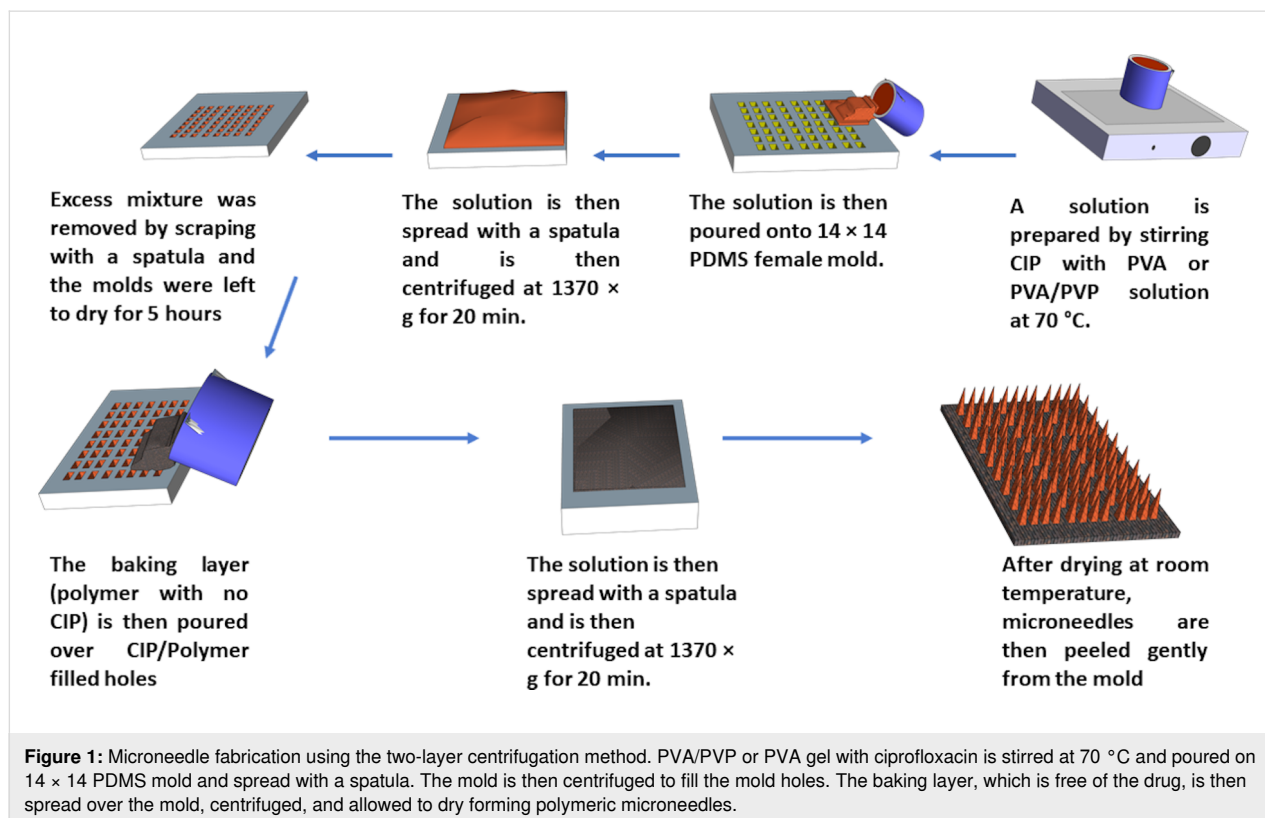 Excess mixture was
removed by scraping
with a spatula and
the molds were left
to dry for 5 hours
The solution is then
spread with a spatula
and is then
centrifuged at 1370 ×
g for 20 min.
The solution is then
poured onto 14 × 14
PDMS female mold.
A solution is
prepared by stirring
CIP with PVA or
PVA/PVP solution
at 70 °C.
The baking layer
(polymer with no
CIP) is then poured
over CIP/Polymer
filled holes
The solution is then
spread with a spatula
and is then
centrifuged at 1370 ×
g for 20 min.
After drying at room
temperature,
microneedles are
then peeled gently
from the mold
Figure 1: Microneedle fabrication using the two-layer centrifugation method. PVA/PVP or PVA gel with ciprofloxacin is stirred at 70 °C and poured on
14 × 14 PDMS mold and spread with a spatula. The mold is then centrifuged to fill the mold holes. The baking layer, which is free of the drug, is then
spread over the mold, centrifuged, and allowed to dry forming polymeric microneedles.